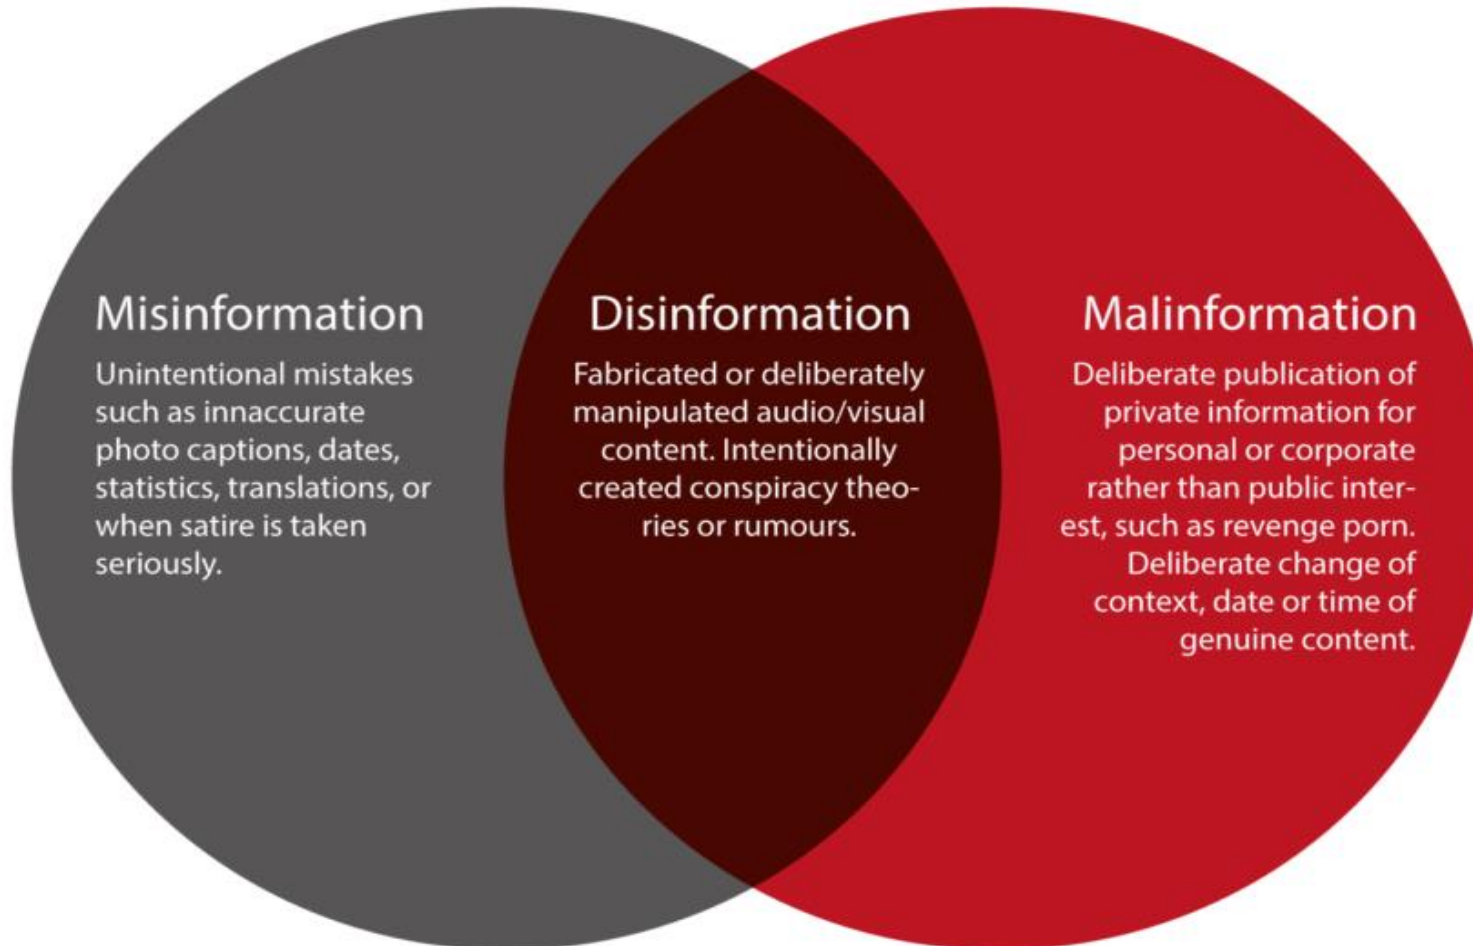 Misinformation
Unintentional mistakes
such as innaccurate
photo captions, dates,
statistics, translations, or
when satire is taken
seriously.
Disinformation
Fabricated or deliberately
manipulated audio/visual
content. Intentionally
created conspiracy theo-
ries or rumours.
Malinformation
Deliberate publication of
private information for
personal or corporate
rather than public inter-
est, such as revenge porn.
Deliberate change of
context, date or time of
genuine content.